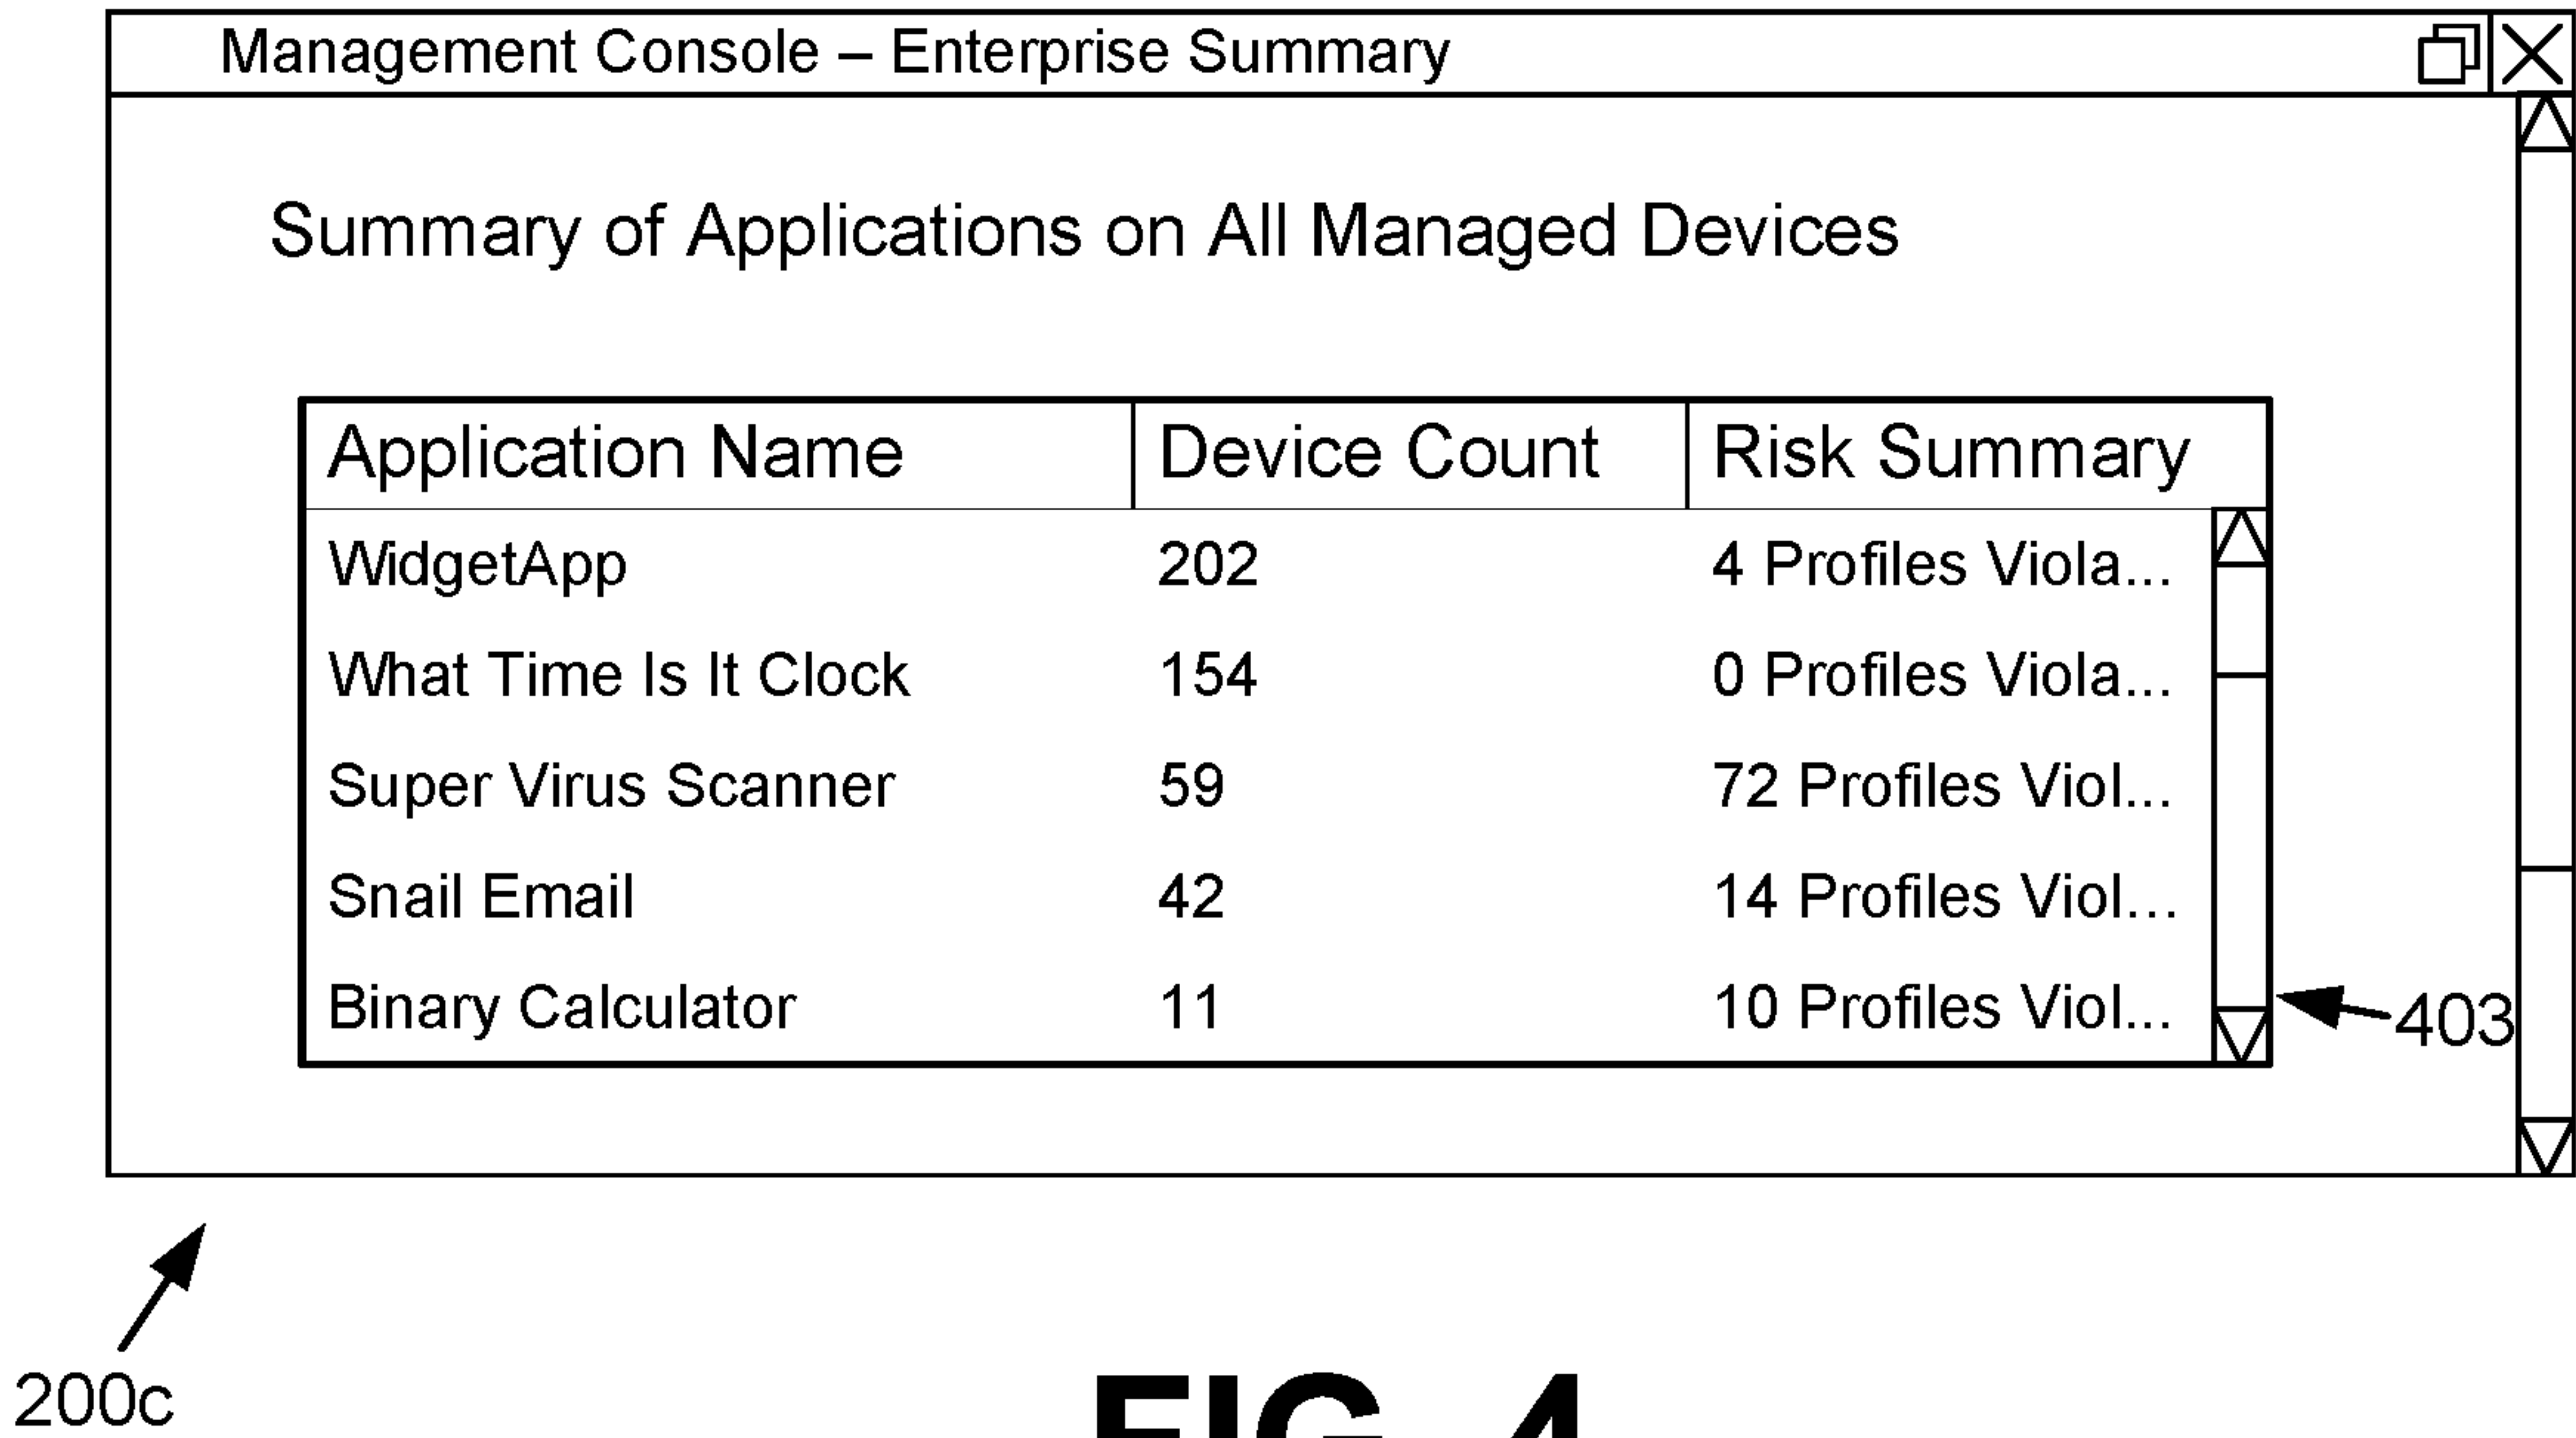 Management Console – Enterprise Summary
Summary of Applications on All Managed Devices
Application Name Device Count Risk Summary
WidgetApp 202 4 Profiles Viola...
What Time Is It Clock 154 0 Profiles Viola...
Super Virus Scanner 59 72 Profiles Viol...
Snail Email 42 14 Profiles Viol...
Binary Calculator 11 10 Profiles Viol...
403
200c
FIG. 4